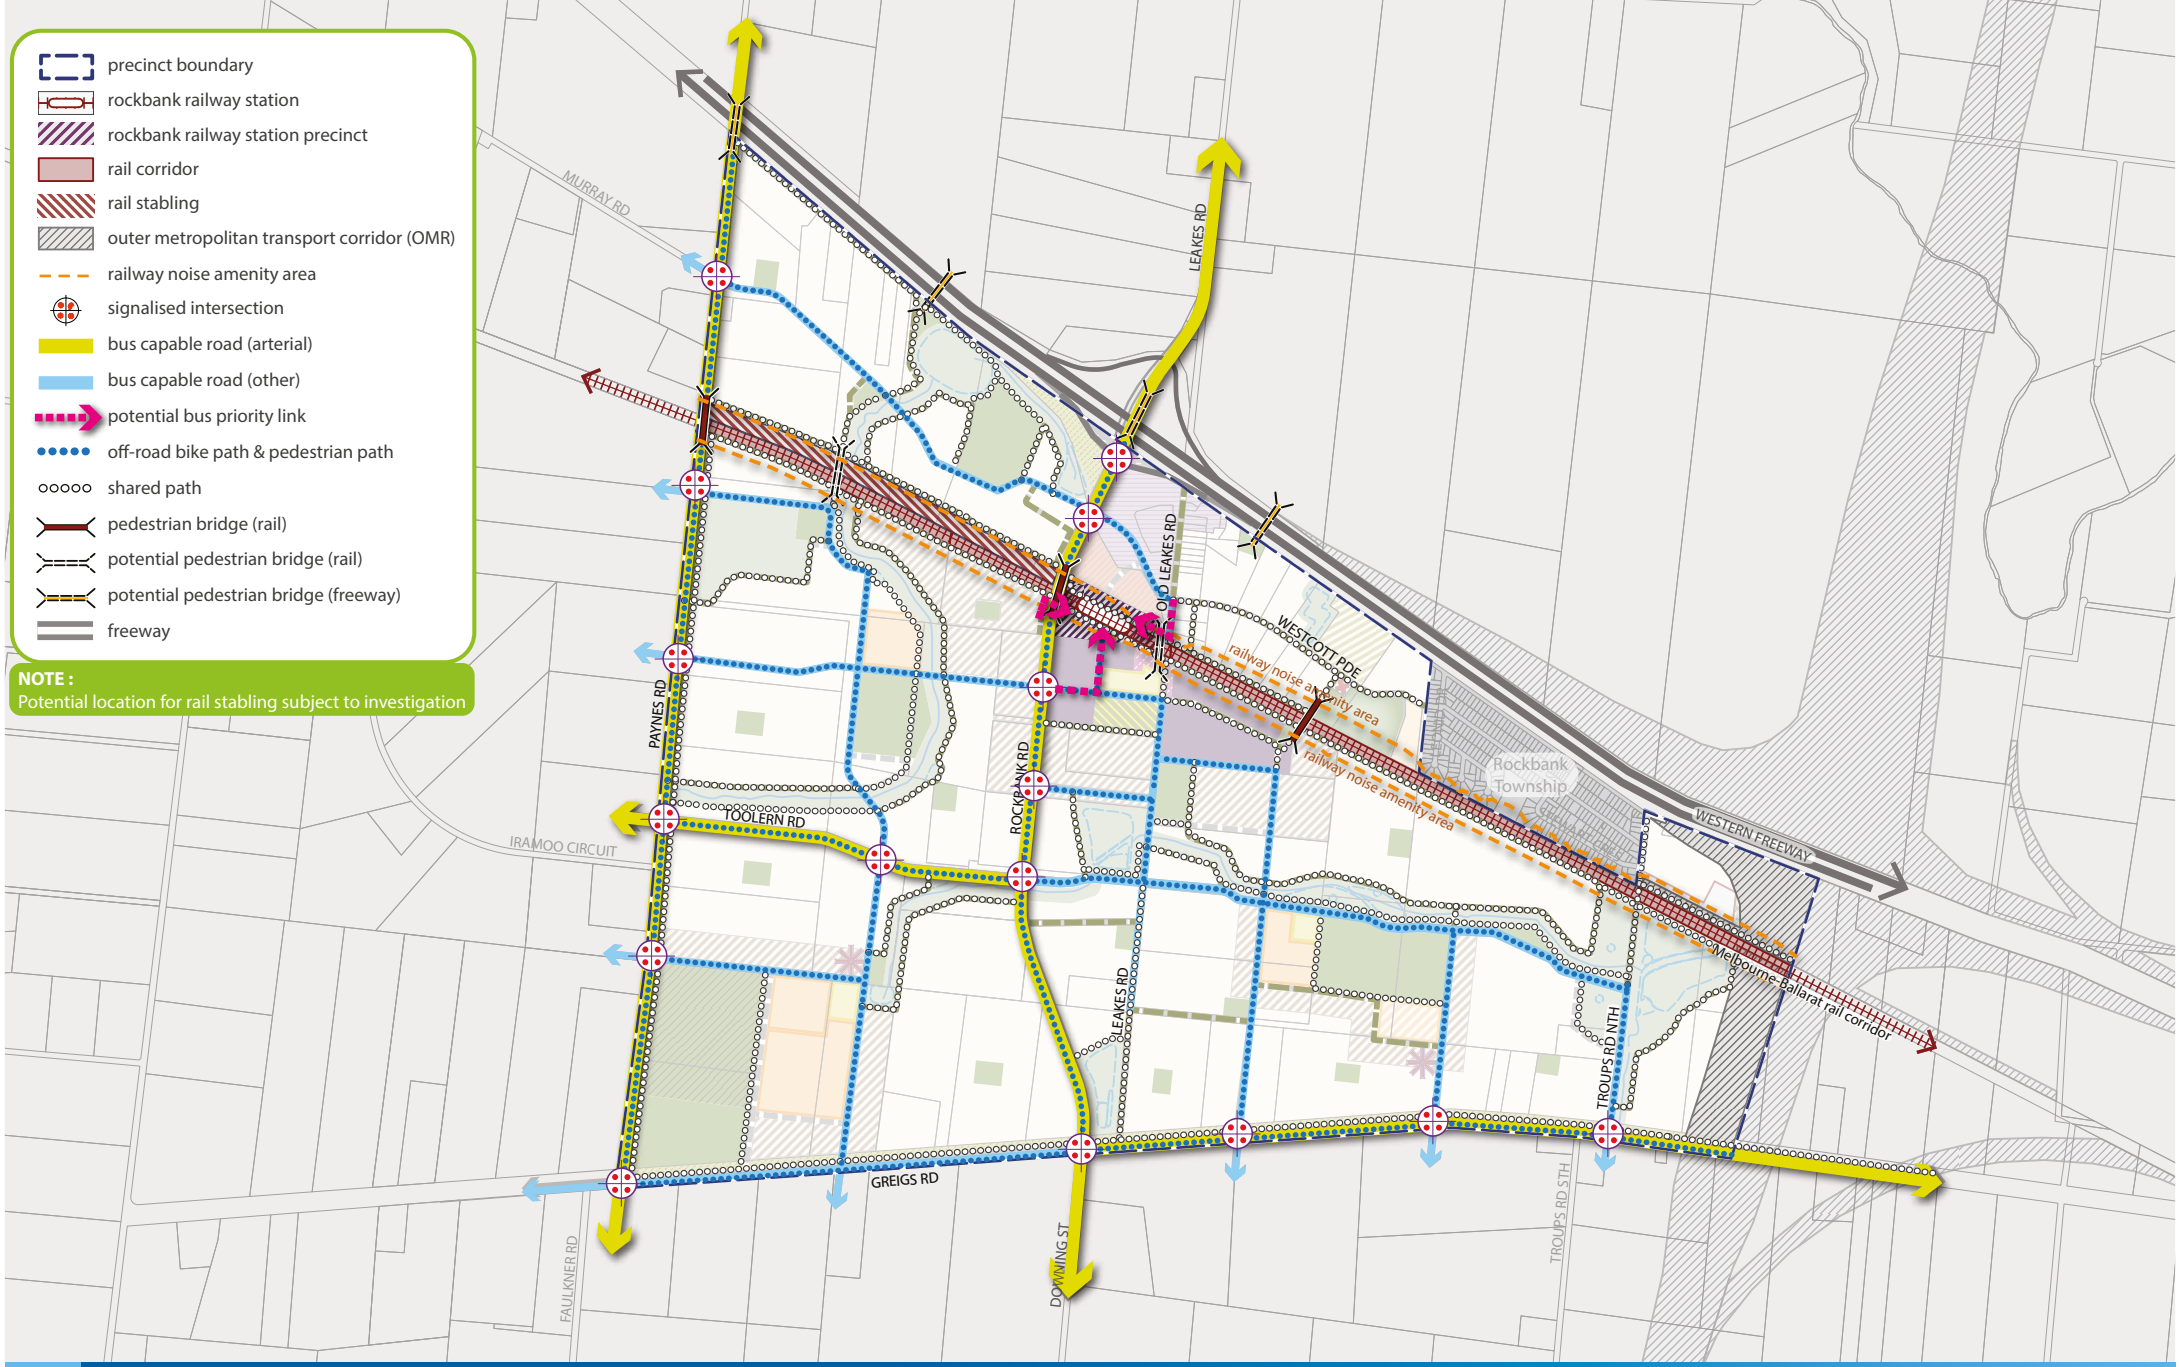 precinct boundary
rockbank railway station
rockbank railway station precinct
rail corridor
rail stabling
outer metropolitan transport corridor (OMR)
railway noise amenity area
signalised intersection
bus capable road (arterial)
bus capable road (other)
potential bus priority link
off-road bike path & pedestrian path
shared path
pedestrian bridge (rail)
potential pedestrian bridge (rail)
potential pedestrian bridge (freeway)
freeway
NOTE :
Potential location for rail stabling subject to investigation
MURRAY RD
LEAKES RD
OLD LEAKES RD
WESTCOTT PDE
railway noise amenity area
railway noise amenity area
PAYNES RD
ROCKBANK RD
Rockbank
Township
TOOLERN RD
WESTERN FREEWAY
IRAMOO CIRCUIT
LEAKES RD
Melbourne-Ballarat rail corridor
TROUPS RD NTH
GREIGS RD
FAULKNER RD
DOWNING ST
TROUPS RD STH